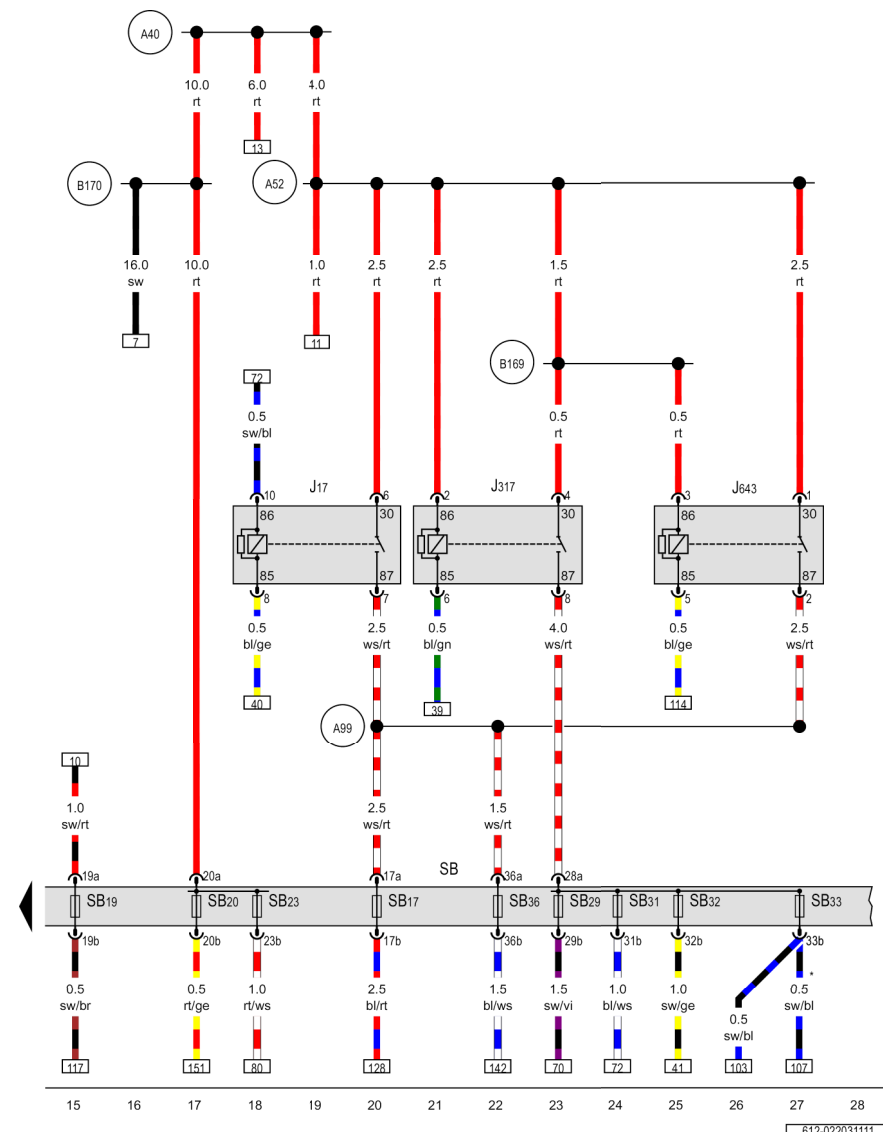 A40
10.0 6.0 4.0
rt rt rt
13
B170 A52
16.0 10.0 1.0 2.5 2.5 1.5 2.5
sw rt rt rt rt rt rt
7 11
B169
72
0.5 0.5 0.5
sw/bl rt rt
J17 J317 J643
10 6 2 4 3 1
86 30 86 30 86 30
85 87 85 87 85 87
8 7 6 8 5 2
0.5 2.5 0.5 4.0 0.5 2.5
bl/ge ws/rt bl/gn ws/rt bl/ge ws/rt
40 39 114
A99
10
1.0 2.5 1.5
sw/rt ws/rt ws/rt
SB
19a 20a 17a 36a 28a
SB19 SB20 SB23 SB17 SB36 SB29 SB31 SB32 SB33
19b 20b 23b 17b 36b 29b 31b 32b 33b
*
0.5 0.5 1.0 2.5 1.5 1.5 1.0 1.0 0.5
sw/br rt/ge rt/ws bl/rt bl/ws sw/vi bl/ws sw/ge sw/bl
0.5
sw/bl
117 151 80 128 142 70 72 41 103 107
15 16 17 18 19 20 21 22 23 24 25 26 27 28
612-022031111